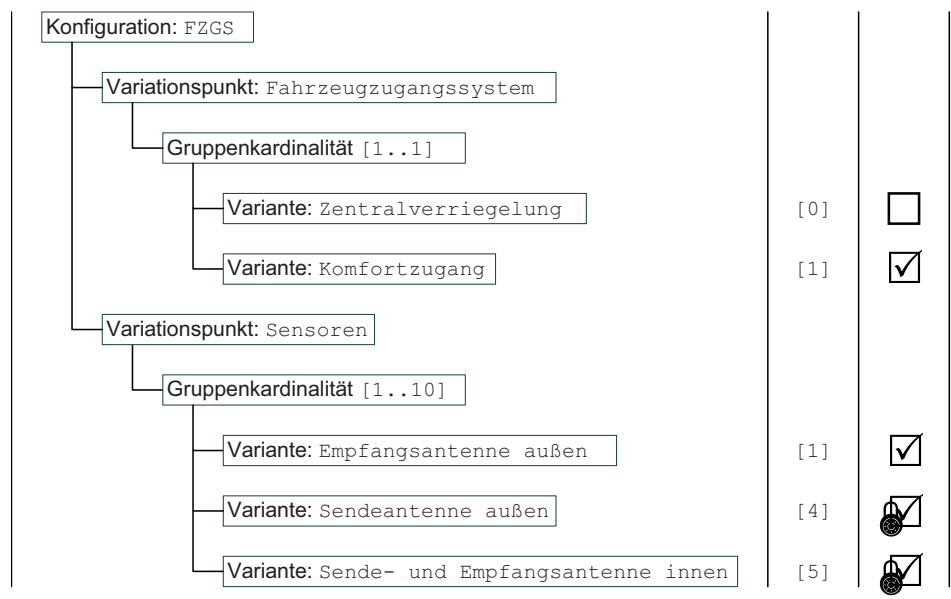 Konfiguration: FZGS
Variationspunkt: Fahrzeugzugangssystem
Gruppenkardinalität [1..1]
Variante: Zentralverriegelung [0]
Variante: Komfortzugang [1]
Variationspunkt: Sensoren
Gruppenkardinalität [1..10]
Variante: Empfangsantenne außen [1]
Variante: Sendeantenne außen [4]
Variante: Sende- und Empfangsantenne innen [5]